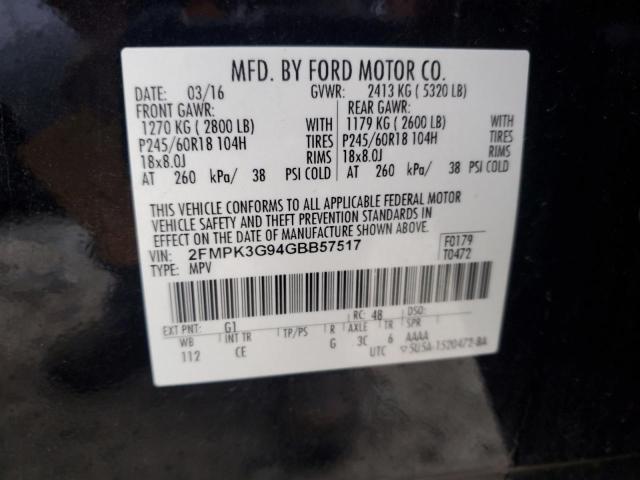 MFD. BY FORD MOTOR CO.
DATE: 03/16 GVWR: 2413 KG ( 5320 LB)
FRONT GAWR: REAR GAWR:
1270 KG ( 2800 LB) WITH 1179 KG ( 2600 LB) WITH
P245/60R18 104H TIRES P245/60R18 104H TIRES
18x8.0J RIMS 18x8.0J RIMS
AT 260 kPa/ 38 PSI COLD AT 260 kPa/ 38 PSI COLD
THIS VEHICLE CONFORMS TO ALL APPLICABLE FEDERAL MOTOR
VEHICLE SAFETY AND THEFT PREVENTION STANDARDS IN
EFFECT ON THE DATE OF MANUFACTURE SHOWN ABOVE.
VIN: 2FMPK3G94GBB57517 F0179
TYPE: MPV T0472
EXT PNT: G1 RC: 48 DSO:
WB INT TR TP/PS R AXLE TR SPR
112 CE G 3C 6 AAAA
UTC 5U5A-1520472-BA